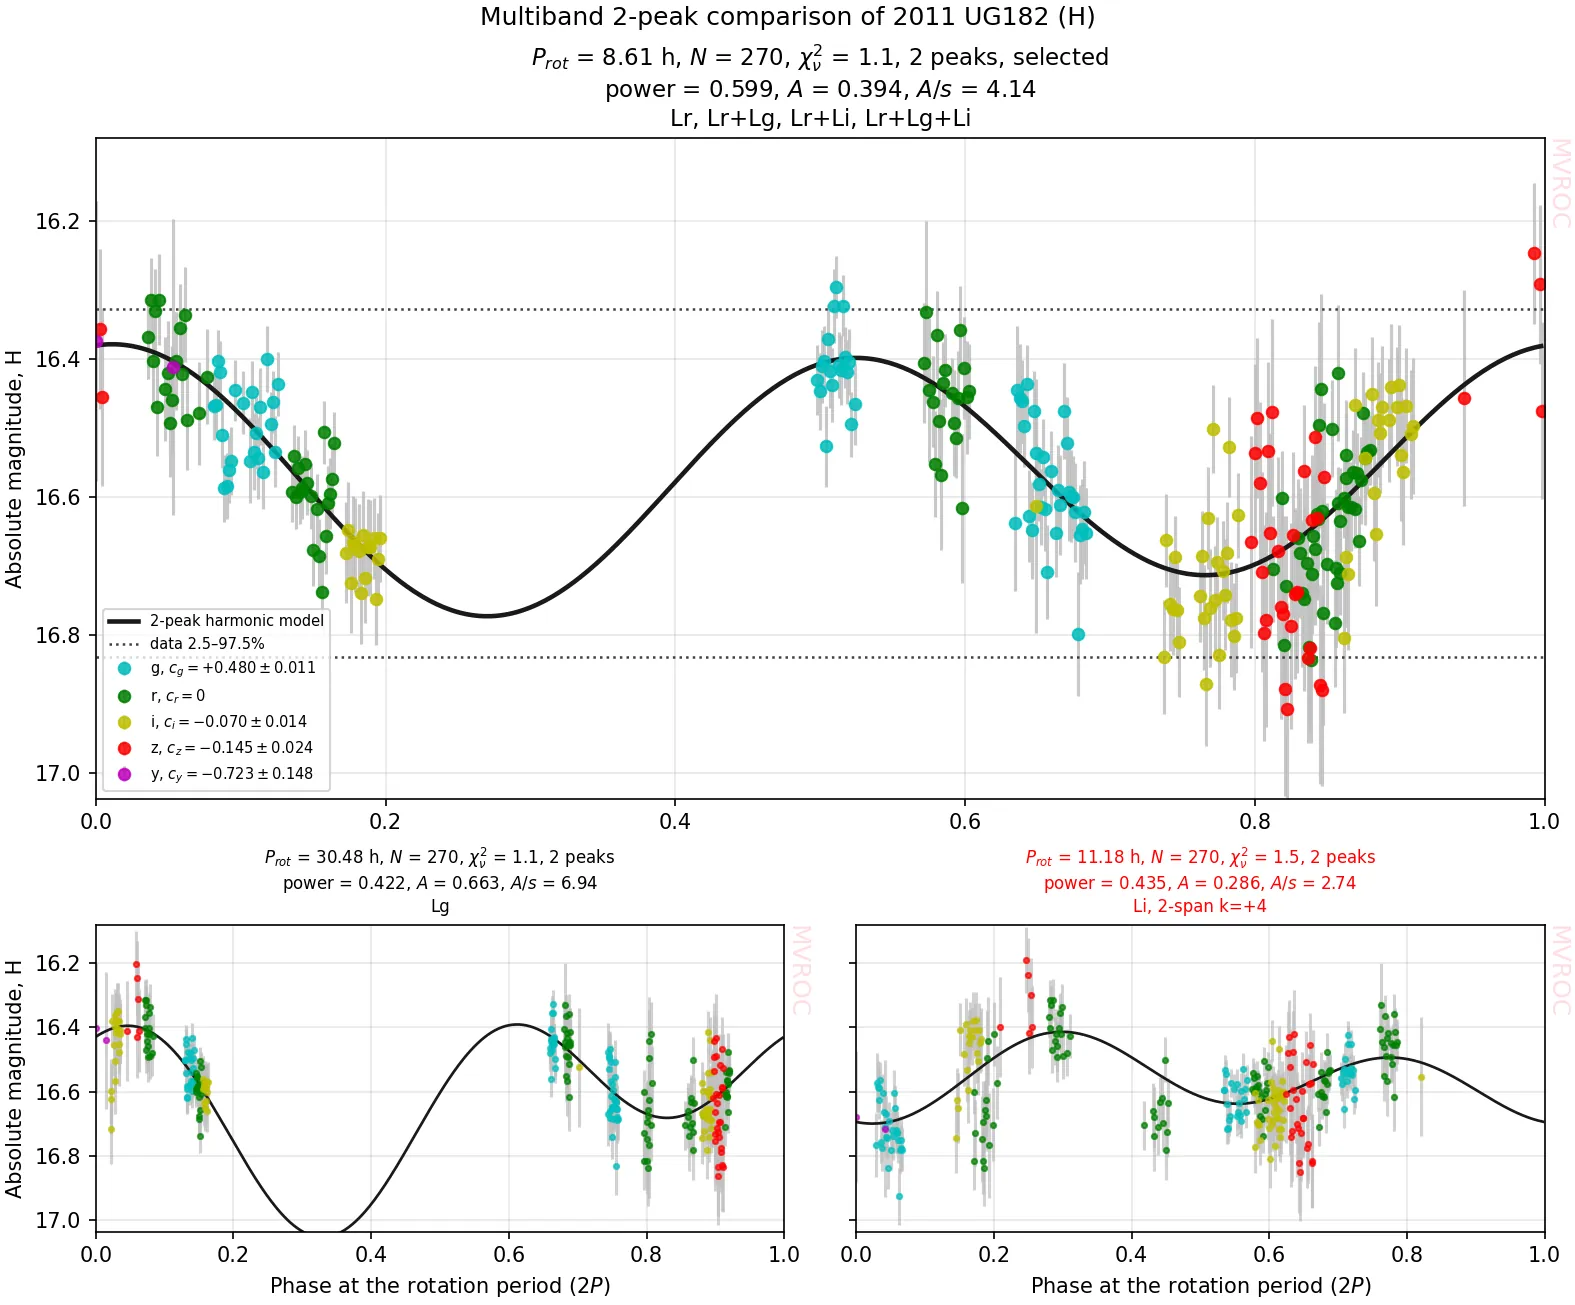 Multiband 2-peak comparison of 2011 UG182 (H)
P_rot = 8.61 h, N = 270, χ²_ν = 1.1, 2 peaks, selected
power = 0.599, A = 0.394, A/s = 4.14
Lr, Lr+Lg, Lr+Li, Lr+Lg+Li
MVROC
Absolute magnitude, H
16.2
16.4
16.6
16.8
17.0
2-peak harmonic model
data 2.5–97.5%
g, c_g = +0.480 ± 0.011
r, c_r = 0
i, c_i = −0.070 ± 0.014
z, c_z = −0.145 ± 0.024
y, c_y = −0.723 ± 0.148
0.0 0.2 0.4 0.6 0.8 1.0
P_rot = 30.48 h, N = 270, χ²_ν = 1.1, 2 peaks
power = 0.422, A = 0.663, A/s = 6.94
Lg
MVROC
Absolute magnitude, H
16.2
16.4
16.6
16.8
17.0
0.0 0.2 0.4 0.6 0.8 1.0
Phase at the rotation period (2P)
P_rot = 11.18 h, N = 270, χ²_ν = 1.5, 2 peaks
power = 0.435, A = 0.286, A/s = 2.74
Li, 2-span k=+4
MVROC
0.0 0.2 0.4 0.6 0.8 1.0
Phase at the rotation period (2P)